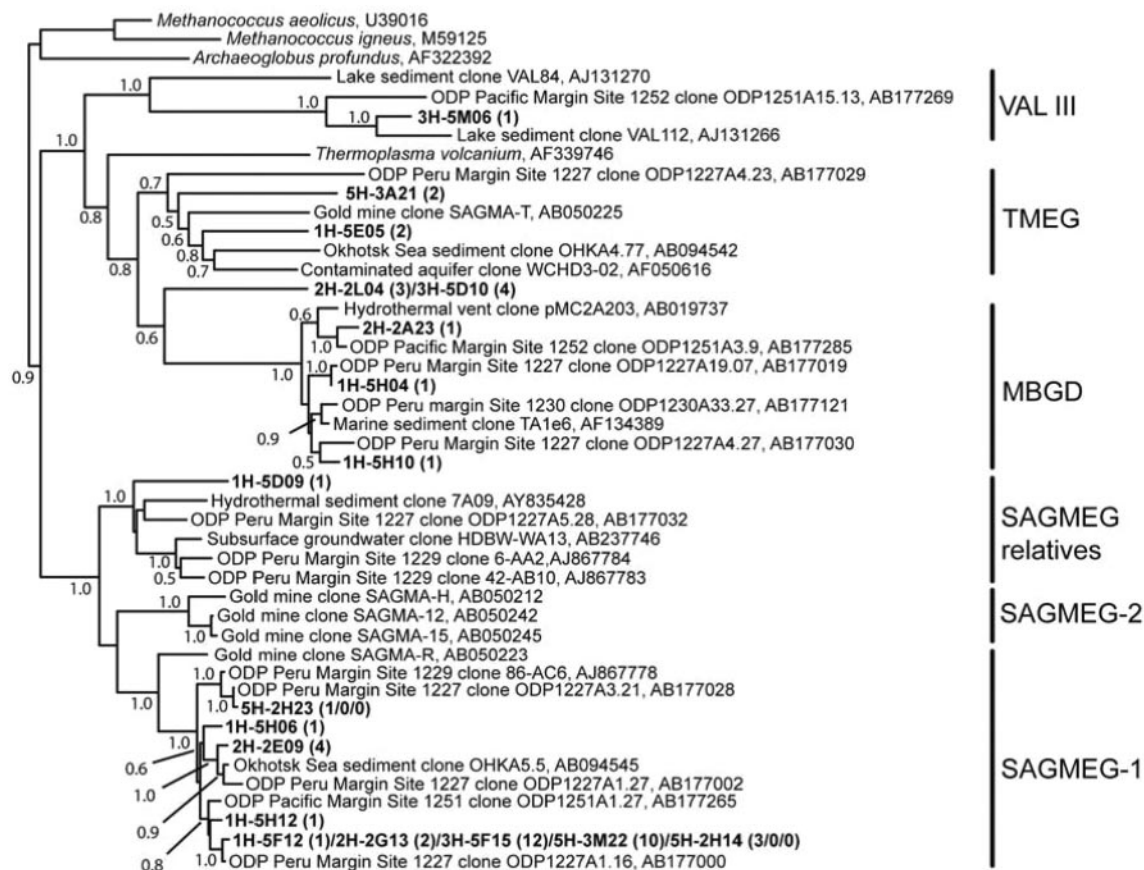 Methanococcus aeolicus, U39016
Methanococcus igneus, M59125
Archaeoglobus profundus, AF322392
1.0 Lake sediment clone VAL84, AJ131270
ODP Pacific Margin Site 1252 clone ODP1251A15.13, AB177269
VAL III
1.0 3H-5M06 (1)
1.0 Lake sediment clone VAL112, AJ131266
Thermoplasma volcanium, AF339746
0.7 ODP Peru Margin Site 1227 clone ODP1227A4.23, AB177029
5H-3A21 (2)
0.8 0.5 Gold mine clone SAGMA-T, AB050225
TMEG
0.6 1H-5E05 (2)
0.8 Okhotsk Sea sediment clone OHKA4.77, AB094542
0.8 0.7 Contaminated aquifer clone WCHD3-02, AF050616
2H-2L04 (3)/3H-5D10 (4)
0.6 Hydrothermal vent clone pMC2A203, AB019737
0.6 2H-2A23 (1)
1.0 ODP Pacific Margin Site 1252 clone ODP1251A3.9, AB177285
0.9 1.0 1.0 ODP Peru Margin Site 1227 clone ODP1227A19.07, AB177019
1H-5H04 (1)
MBGD
ODP Peru margin Site 1230 clone ODP1230A33.27, AB177121
0.9 Marine sediment clone TA1e6, AF134389
ODP Peru Margin Site 1227 clone ODP1227A4.27, AB177030
0.5 1H-5H10 (1)
1H-5D09 (1)
1.0 Hydrothermal sediment clone 7A09, AY835428
ODP Peru Margin Site 1227 clone ODP1227A5.28, AB177032
SAGMEG
relatives
Subsurface groundwater clone HDBW-WA13, AB237746
1.0 ODP Peru Margin Site 1229 clone 6-AA2,AJ867784
1.0 0.5 ODP Peru Margin Site 1229 clone 42-AB10, AJ867783
Gold mine clone SAGMA-H, AB050212
1.0 Gold mine clone SAGMA-12, AB050242
SAGMEG-2
1.0 Gold mine clone SAGMA-15, AB050245
Gold mine clone SAGMA-R, AB050223
1.0 ODP Peru Margin Site 1229 clone 86-AC6, AJ867778
ODP Peru Margin Site 1227 clone ODP1227A3.21, AB177028
1.0 1.0 5H-2H23 (1/0/0)
1H-5H06 (1)
1.0 2H-2E09 (4)
0.6 Okhotsk Sea sediment clone OHKA5.5, AB094545
SAGMEG-1
1.0 ODP Peru Margin Site 1227 clone ODP1227A1.27, AB177002
ODP Pacific Margin Site 1251 clone ODP1251A1.27, AB177265
0.9 1H-5H12 (1)
1H-5F12 (1)/2H-2G13 (2)/3H-5F15 (12)/5H-3M22 (10)/5H-2H14 (3/0/0)
0.8 1.0 ODP Peru Margin Site 1227 clone ODP1227A1.16, AB177000